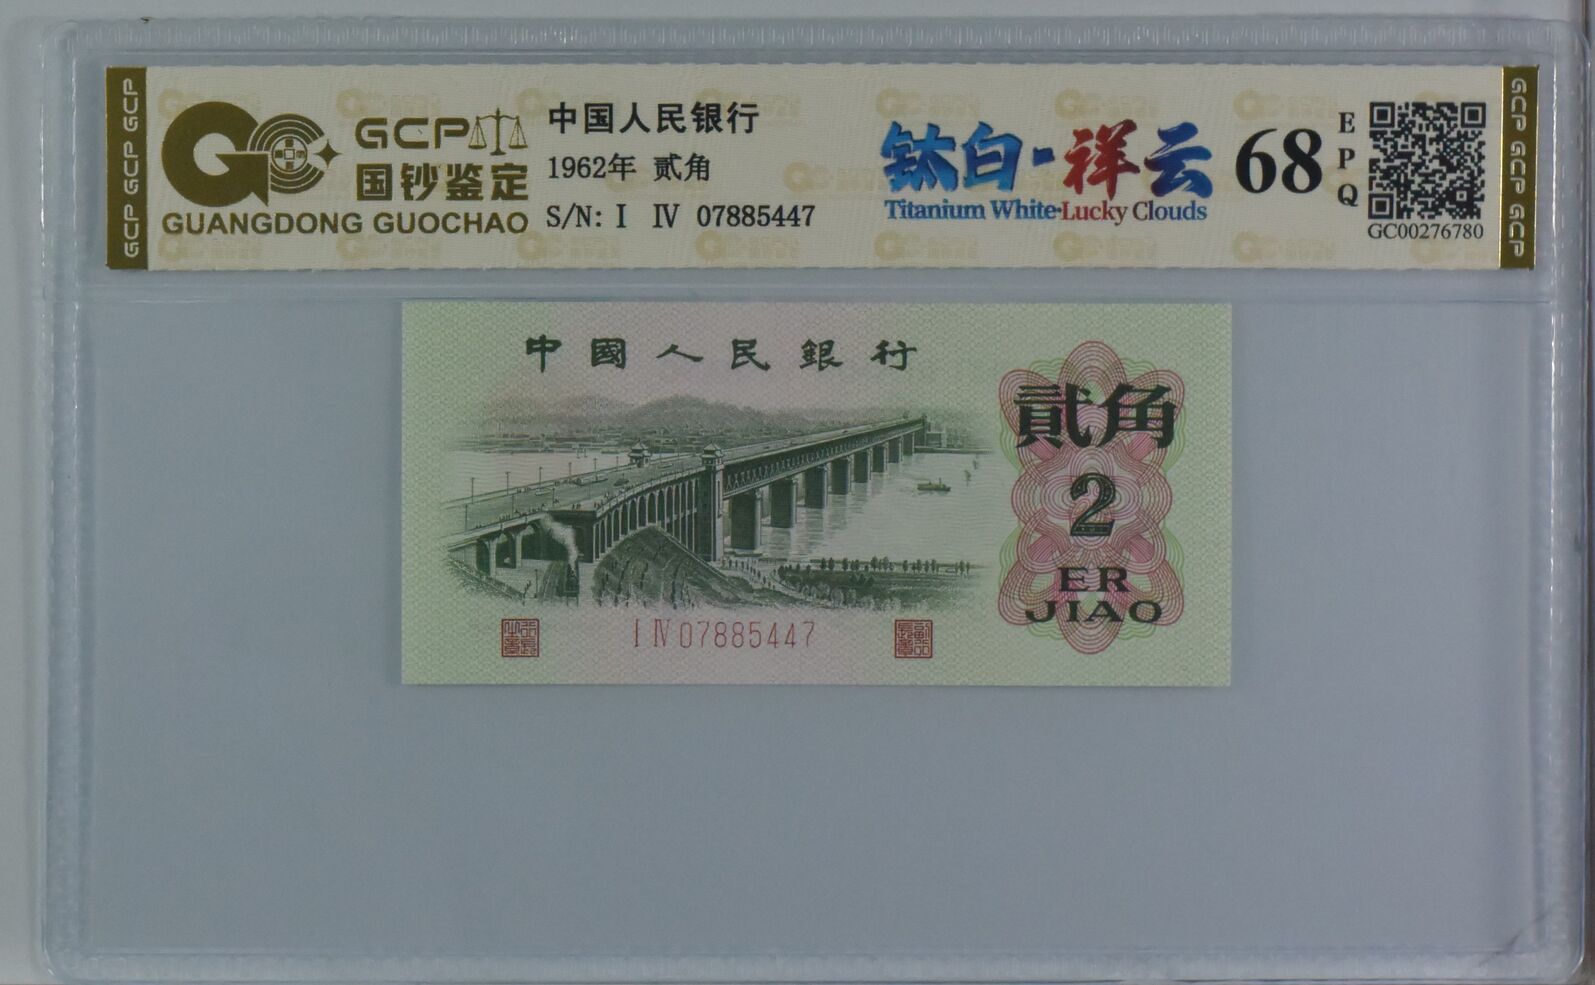 GCP GCP GCP
GCP
国钞鉴定
GUANGDONG GUOCHAO
中国人民银行
1962年 贰角
S/N: I IV 07885447
钛白·祥云
Titanium White·Lucky Clouds
68
EPQ
GC00276780
GCP GCP GCP
中國人民銀行
貳角
2
ER
JIAO
I IV 07885447